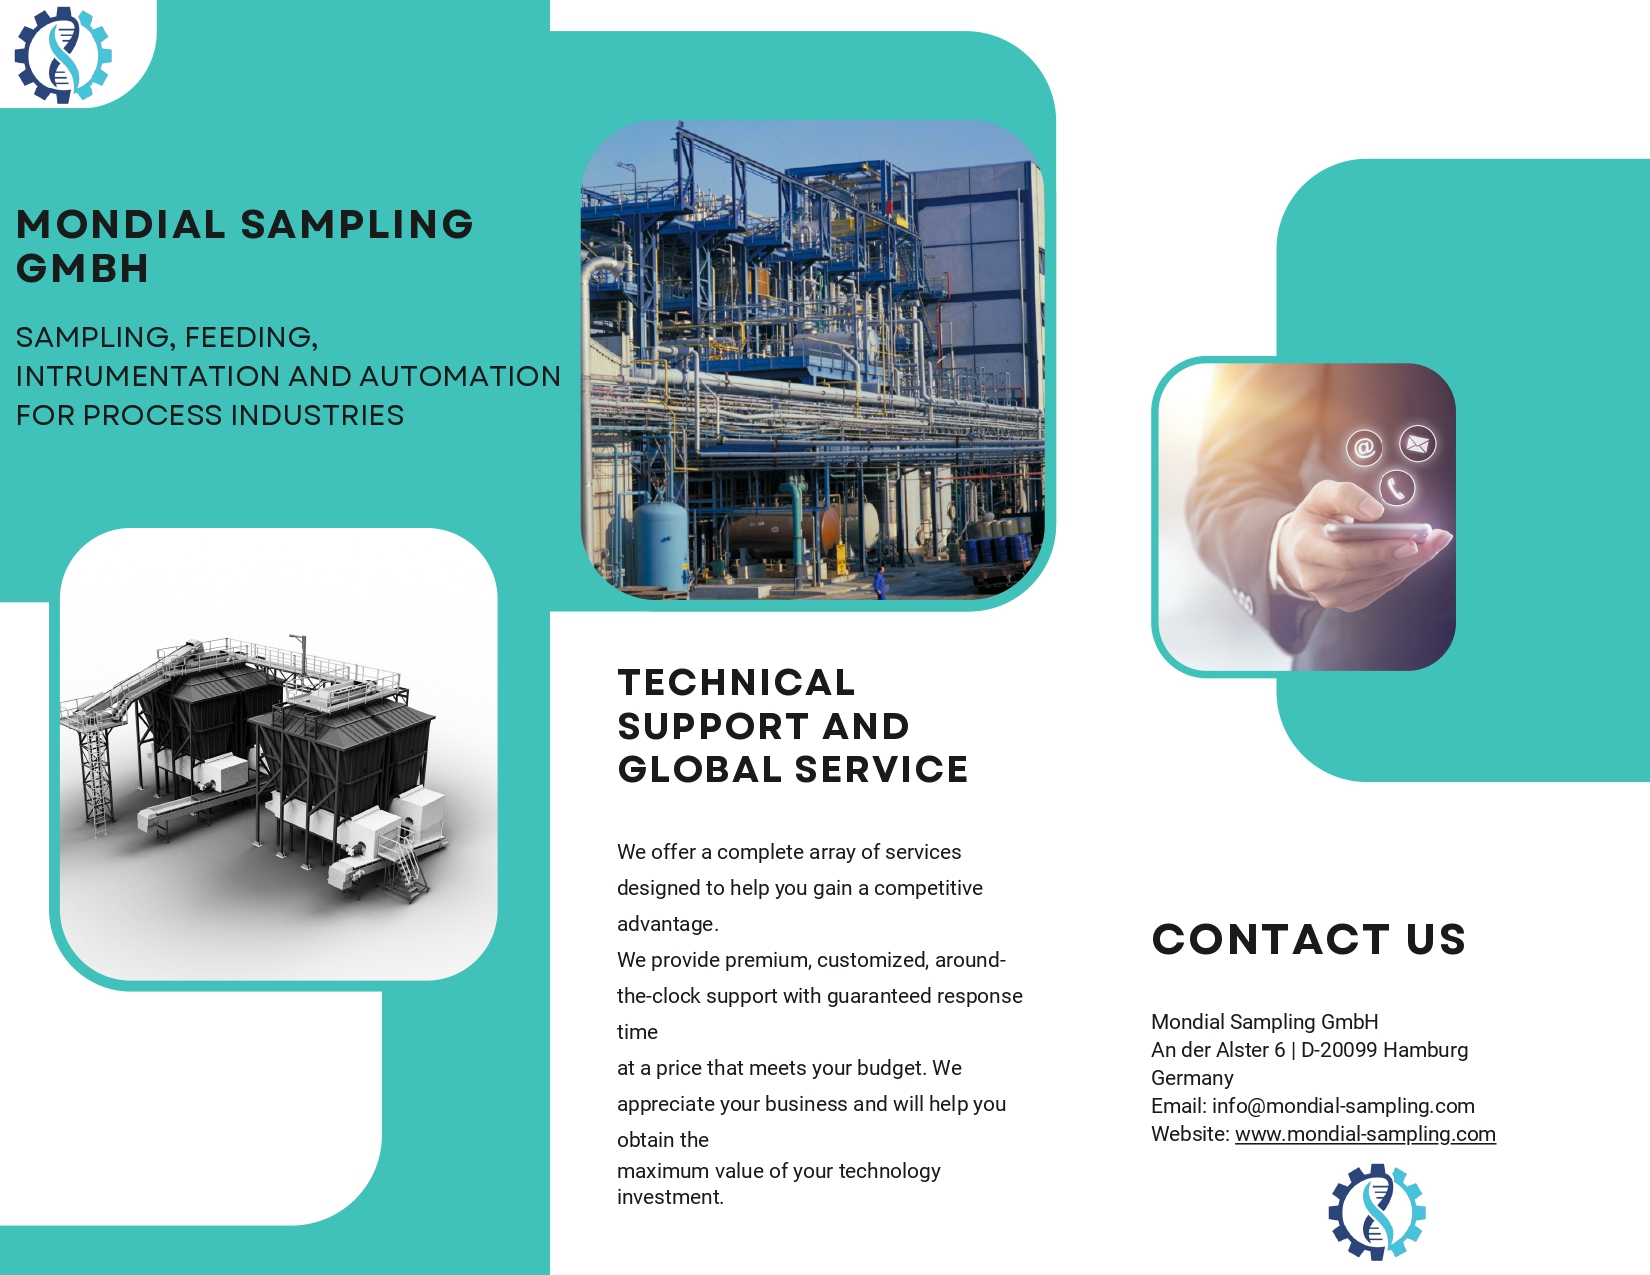 MONDIAL SAMPLING
GMBH
SAMPLING, FEEDING,
INTRUMENTATION AND AUTOMATION
FOR PROCESS INDUSTRIES
TECHNICAL
SUPPORT AND
GLOBAL SERVICE
We offer a complete array of services
designed to help you gain a competitive
advantage.
We provide premium, customized, around-
the-clock support with guaranteed response
time
at a price that meets your budget. We
appreciate your business and will help you
obtain the
maximum value of your technology
investment.
CONTACT US
Mondial Sampling GmbH
An der Alster 6 | D-20099 Hamburg
Germany
Email: info@mondial-sampling.com
Website: www.mondial-sampling.com